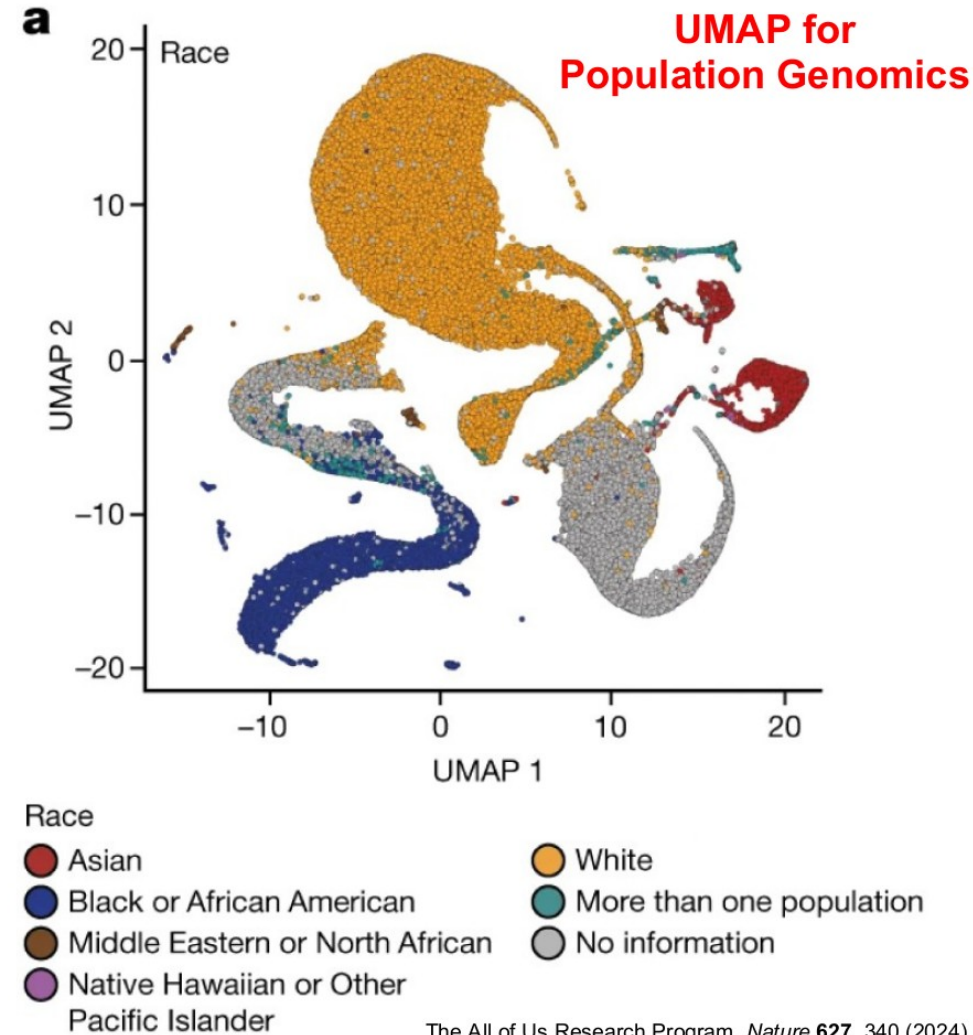 a
UMAP for
Population Genomics
Race
20
10
0
−10
−20
UMAP 2
−10
0
10
20
UMAP 1
Race
Asian
Black or African American
Middle Eastern or North African
Native Hawaiian or Other
Pacific Islander
White
More than one population
No information
The All of Us Research Program, Nature 627, 340 (2024)